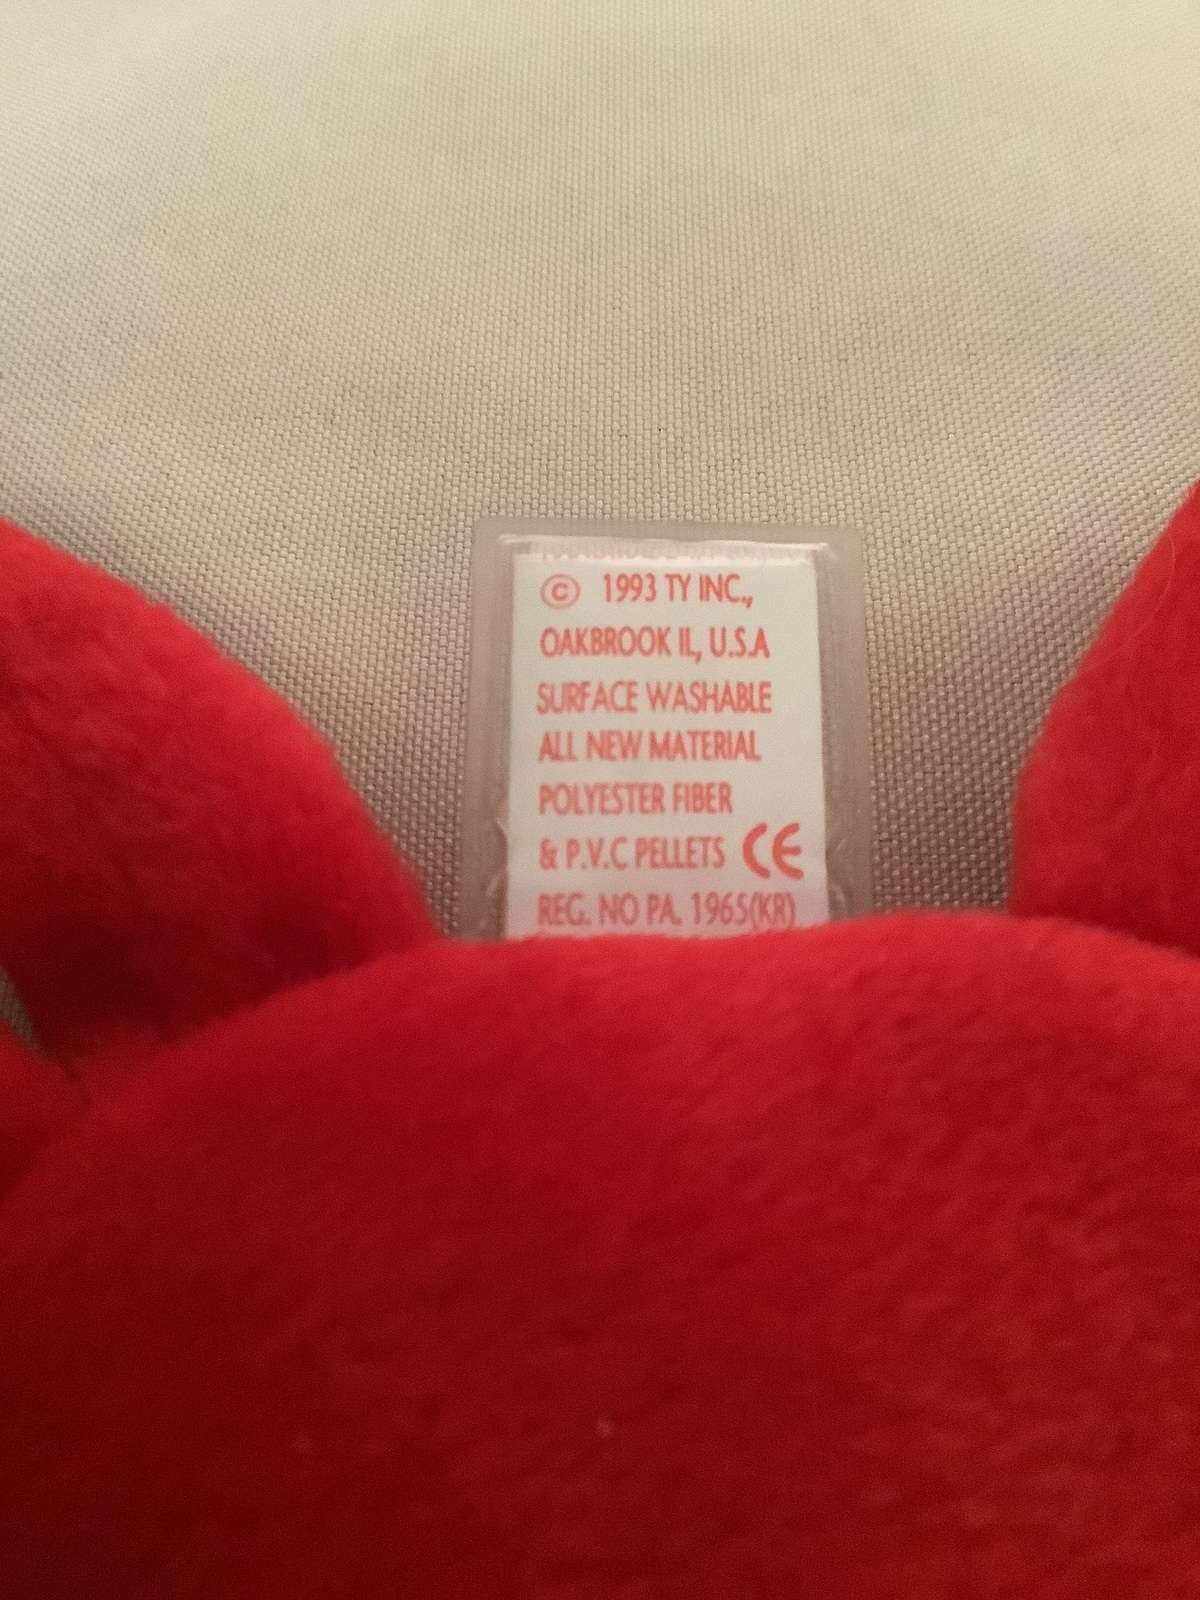 © 1993 TY INC.,
OAKBROOK IL, U.S.A
SURFACE WASHABLE
ALL NEW MATERIAL
POLYESTER FIBER
& P.V.C PELLETS CE
REG. NO PA. 1965(KR)